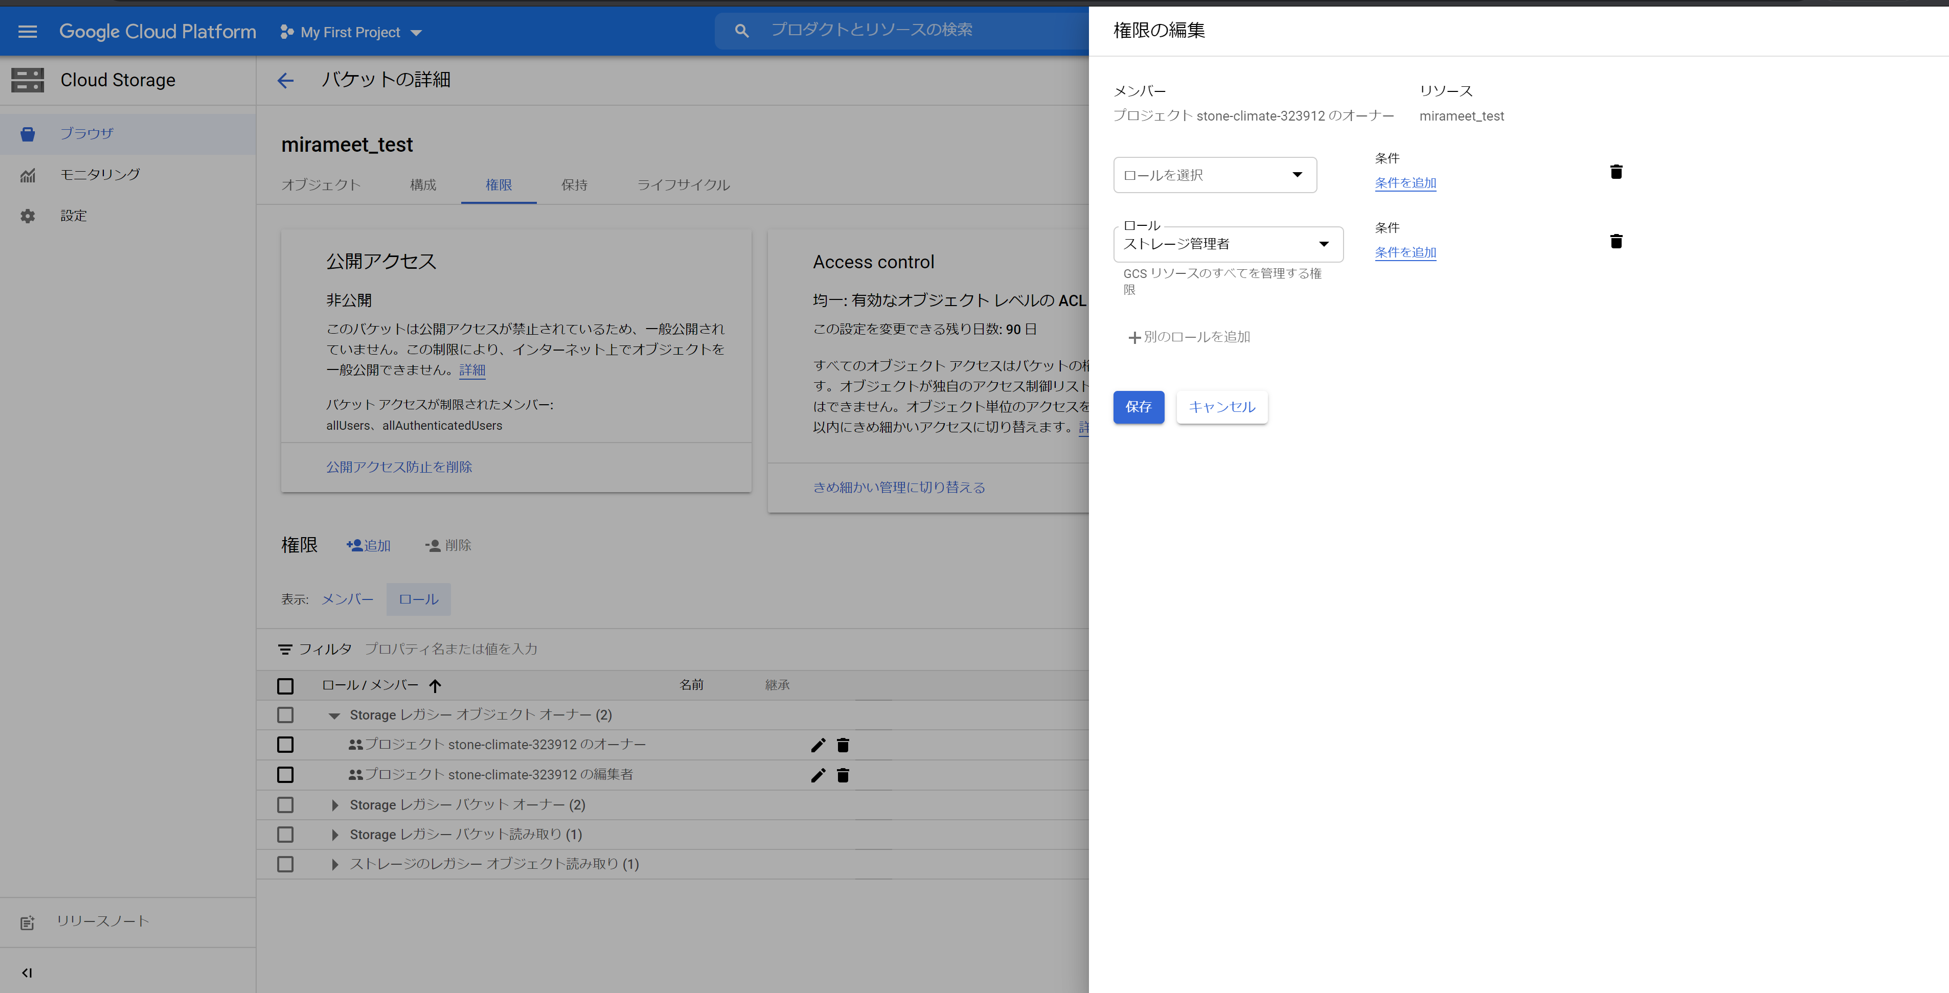 Google Cloud Platform
My First Project
プロダクトとリソースの検索
Cloud Storage
ブラウザ
モニタリング
設定
リリースノート
バケットの詳細
mirameet_test
オブジェクト
構成
権限
保持
ライフサイクル
公開アクセス
非公開
このバケットは公開アクセスが禁止されているため、一般公開され
ていません。この制限により、インターネット上でオブジェクトを
一般公開できません。詳細
バケット アクセスが制限されたメンバー:
allUsers、allAuthenticatedUsers
公開アクセス防止を削除
Access control
均一: 有効なオブジェクト レベルの ACL
この設定を変更できる残り日数: 90 日
すべてのオブジェクト アクセスはバケットの権
す。オブジェクトが独自のアクセス制御リスト
はできません。オブジェクト単位のアクセスを
以内にきめ細かいアクセスに切り替えます。詳
きめ細かい管理に切り替える
権限
追加
削除
表示: メンバー ロール
フィルタ プロパティ名または値を入力
ロール / メンバー 名前 継承
Storage レガシー オブジェクト オーナー (2)
プロジェクト stone-climate-323912 のオーナー
プロジェクト stone-climate-323912 の編集者
Storage レガシー バケット オーナー (2)
Storage レガシー バケット読み取り (1)
ストレージのレガシー オブジェクト読み取り (1)
権限の編集
メンバー
プロジェクト stone-climate-323912 のオーナー
リソース
mirameet_test
ロールを選択
条件
条件を追加
ロール
ストレージ管理者
GCS リソースのすべてを管理する権
限
条件
条件を追加
別のロールを追加
保存
キャンセル